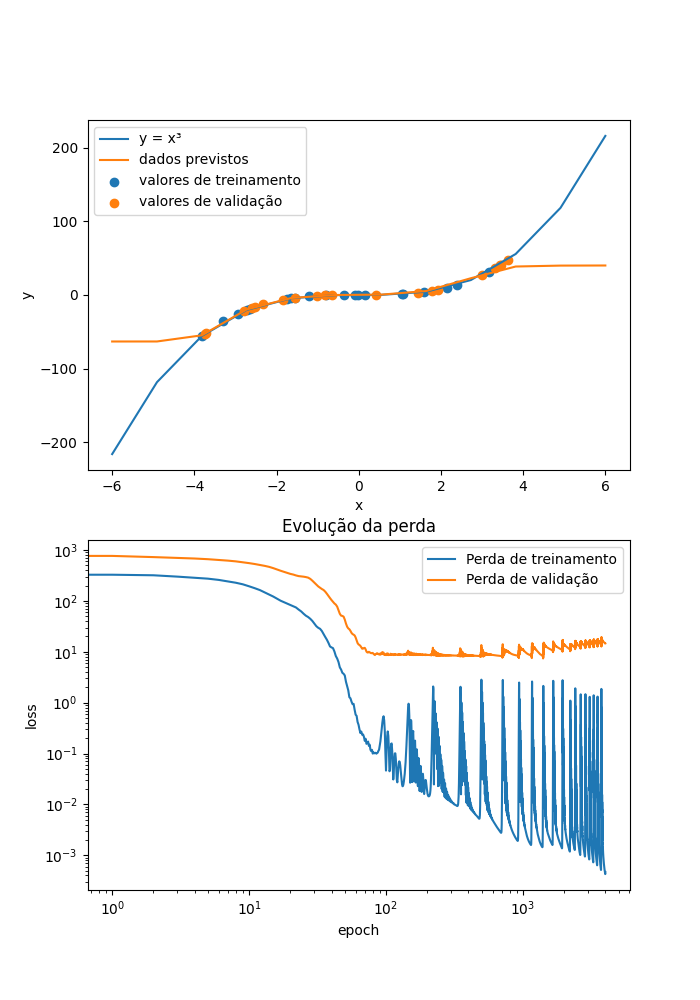 y = x³
dados previstos
valores de treinamento
valores de validação
200
100
0
−100
−200
y
−6 −4 −2 0 2 4 6
x
Evolução da perda
Perda de treinamento
Perda de validação
10³
10²
10¹
10⁰
10⁻¹
10⁻²
10⁻³
loss
10⁰ 10¹ 10² 10³
epoch